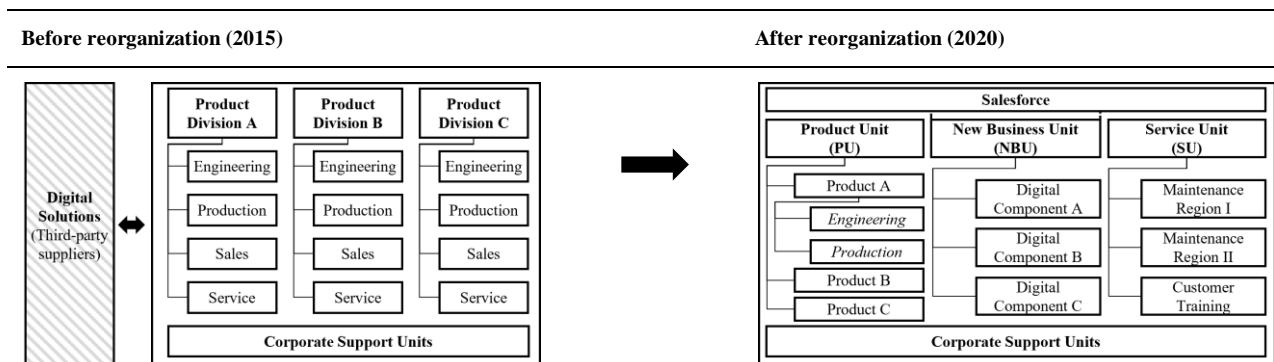 Before reorganization (2015)
After reorganization (2020)
Digital
Solutions
(Third-party
suppliers)
Product
Division A
Engineering
Production
Sales
Service
Product
Division B
Engineering
Production
Sales
Service
Product
Division C
Engineering
Production
Sales
Service
Corporate Support Units
Salesforce
Product Unit
(PU)
Product A
Engineering
Production
Product B
Product C
New Business Unit
(NBU)
Digital
Component A
Digital
Component B
Digital
Component C
Service Unit
(SU)
Maintenance
Region I
Maintenance
Region II
Customer
Training
Corporate Support Units